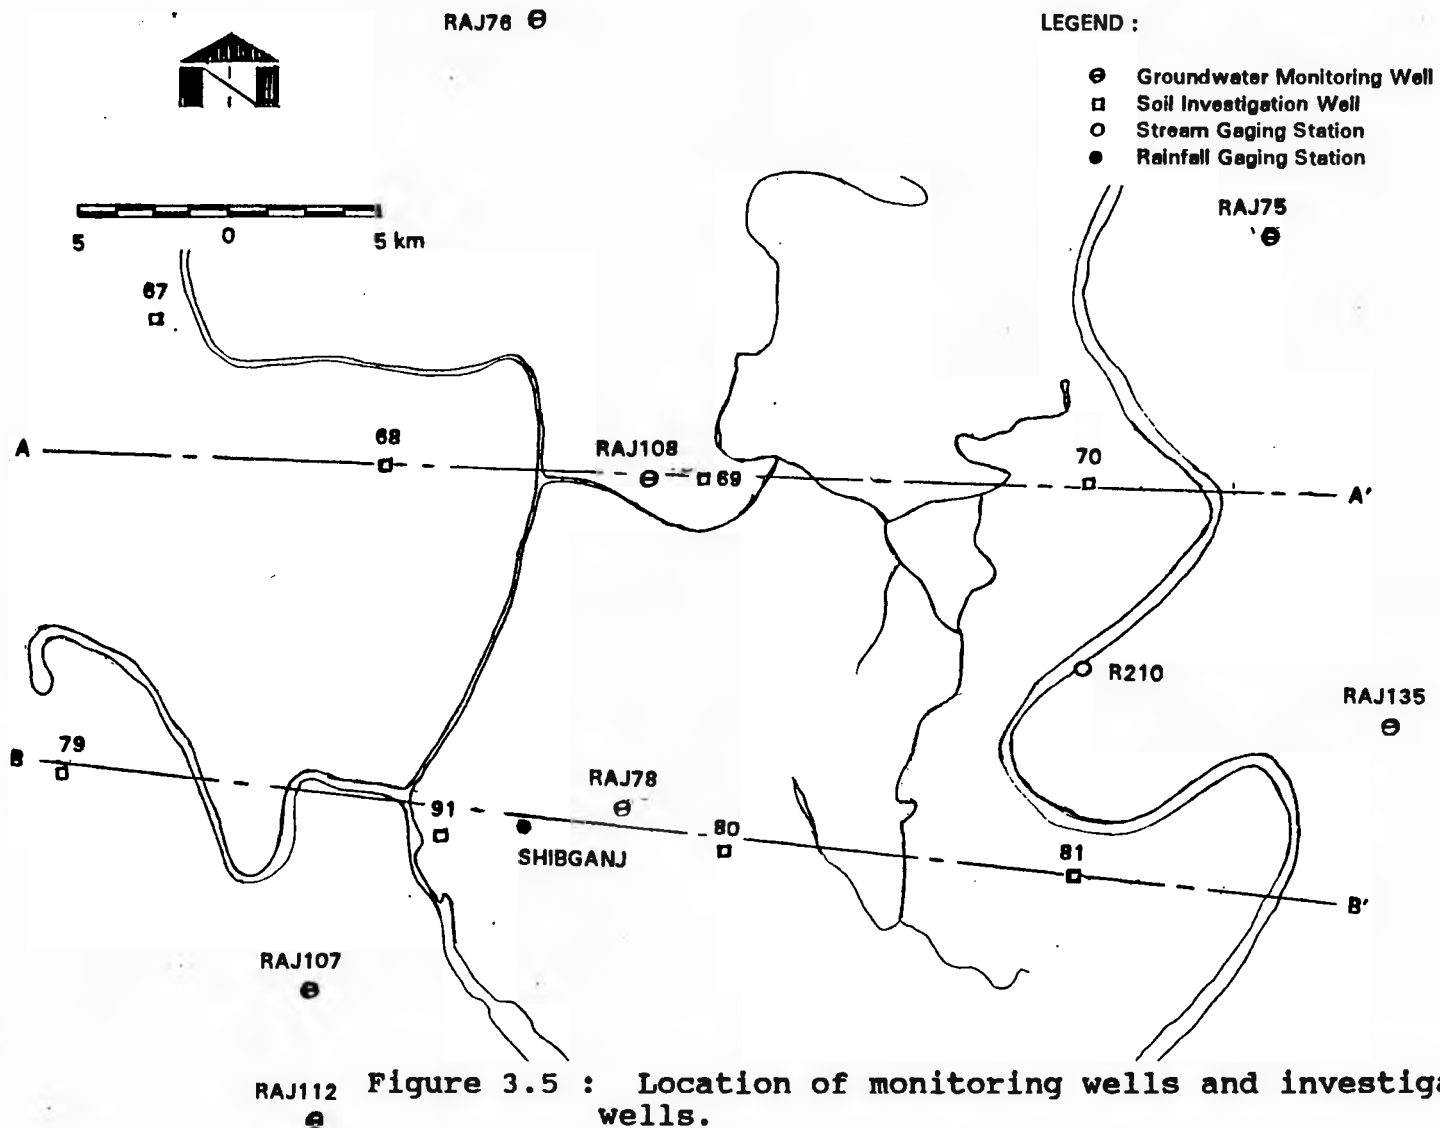 RAJ76
LEGEND :
Groundwater Monitoring Well
Soil Investigation Well
Stream Gaging Station
Rainfall Gaging Station
RAJ75
5 0 5 km
67
A 68 RAJ108 69 70 A'
R210
RAJ135
B 79 91 SHIBGANJ RAJ78 80 81 B'
RAJ107
RAJ112
Figure 3.5 : Location of monitoring wells and investiga
wells.